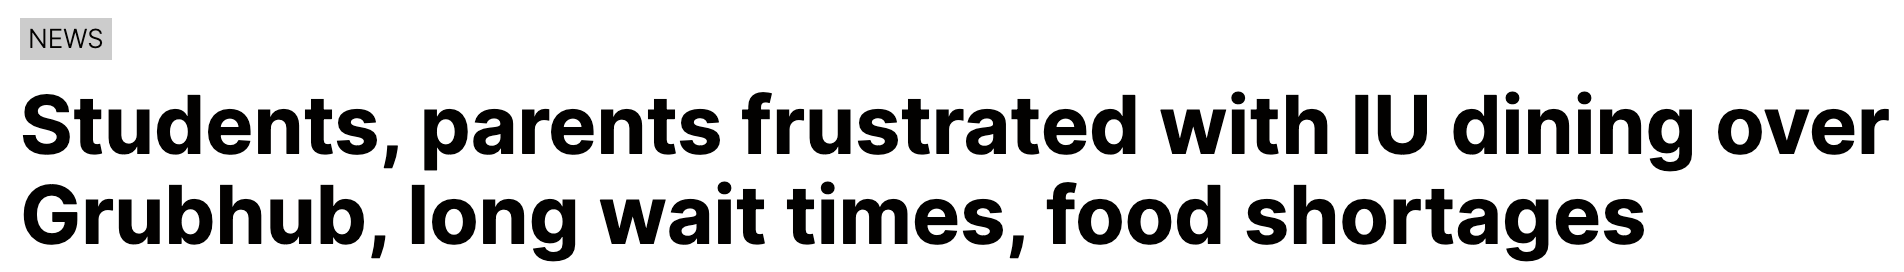 NEWS
Students, parents frustrated with IU dining over
Grubhub, long wait times, food shortages